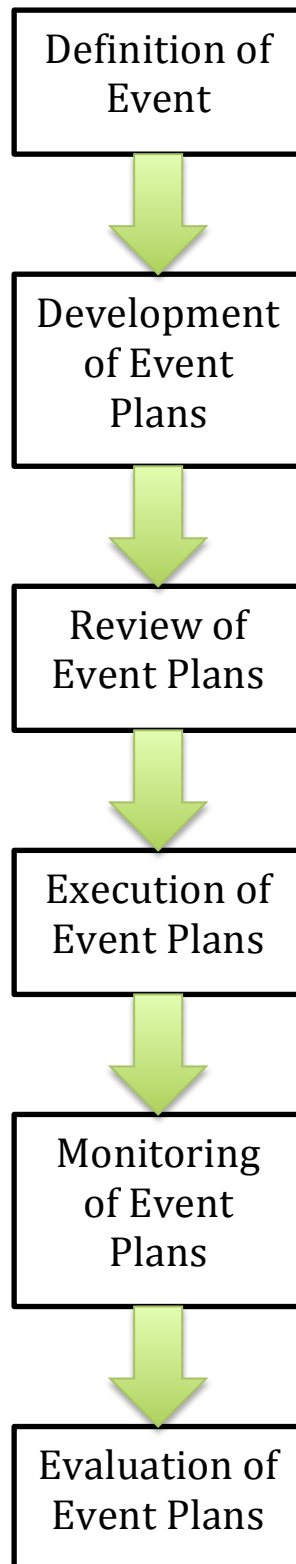 Definition of
Event
Development
of Event
Plans
Review of
Event Plans
Execution of
Event Plans
Monitoring
of Event
Plans
Evaluation of
Event Plans